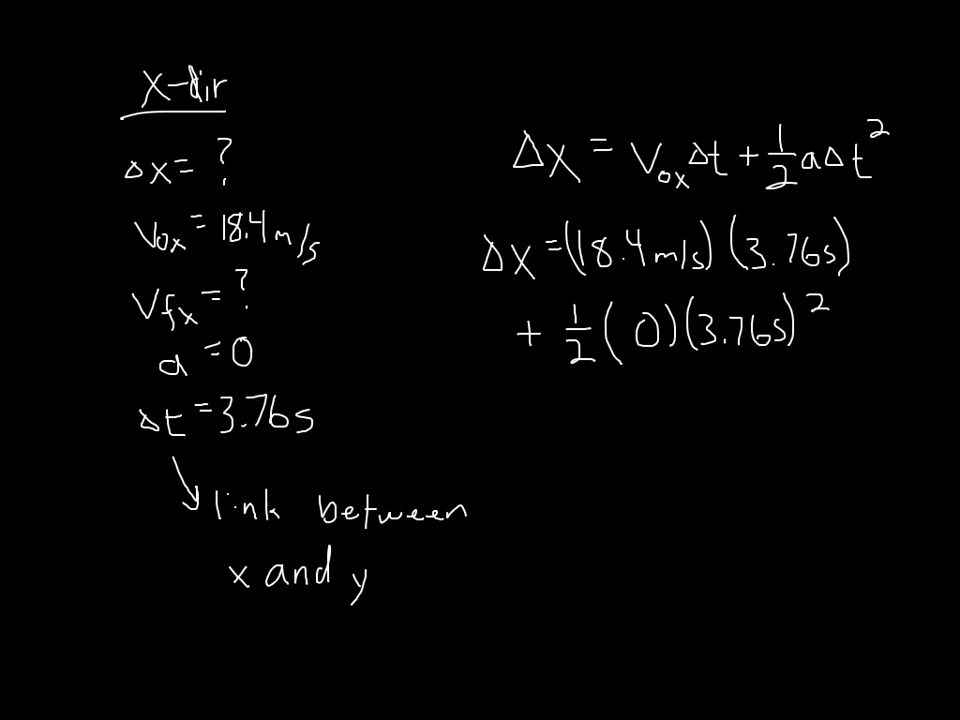 x-dir
Δx = ?
V₀ₓ = 18.4 m/s
Vfₓ = ?
a = 0
Δt = 3.76s
link between
x and y
Δx = V₀ₓΔt + ½aΔt²
Δx = (18.4 m/s)(3.76s)
+ ½(0)(3.76s)²